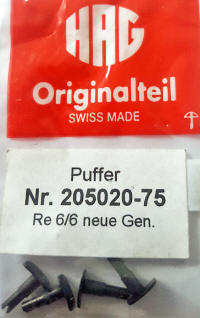 HAG
Originalteil
SWISS MADE
Puffer
Nr. 205020-75
Re 6/6 neue Gen.